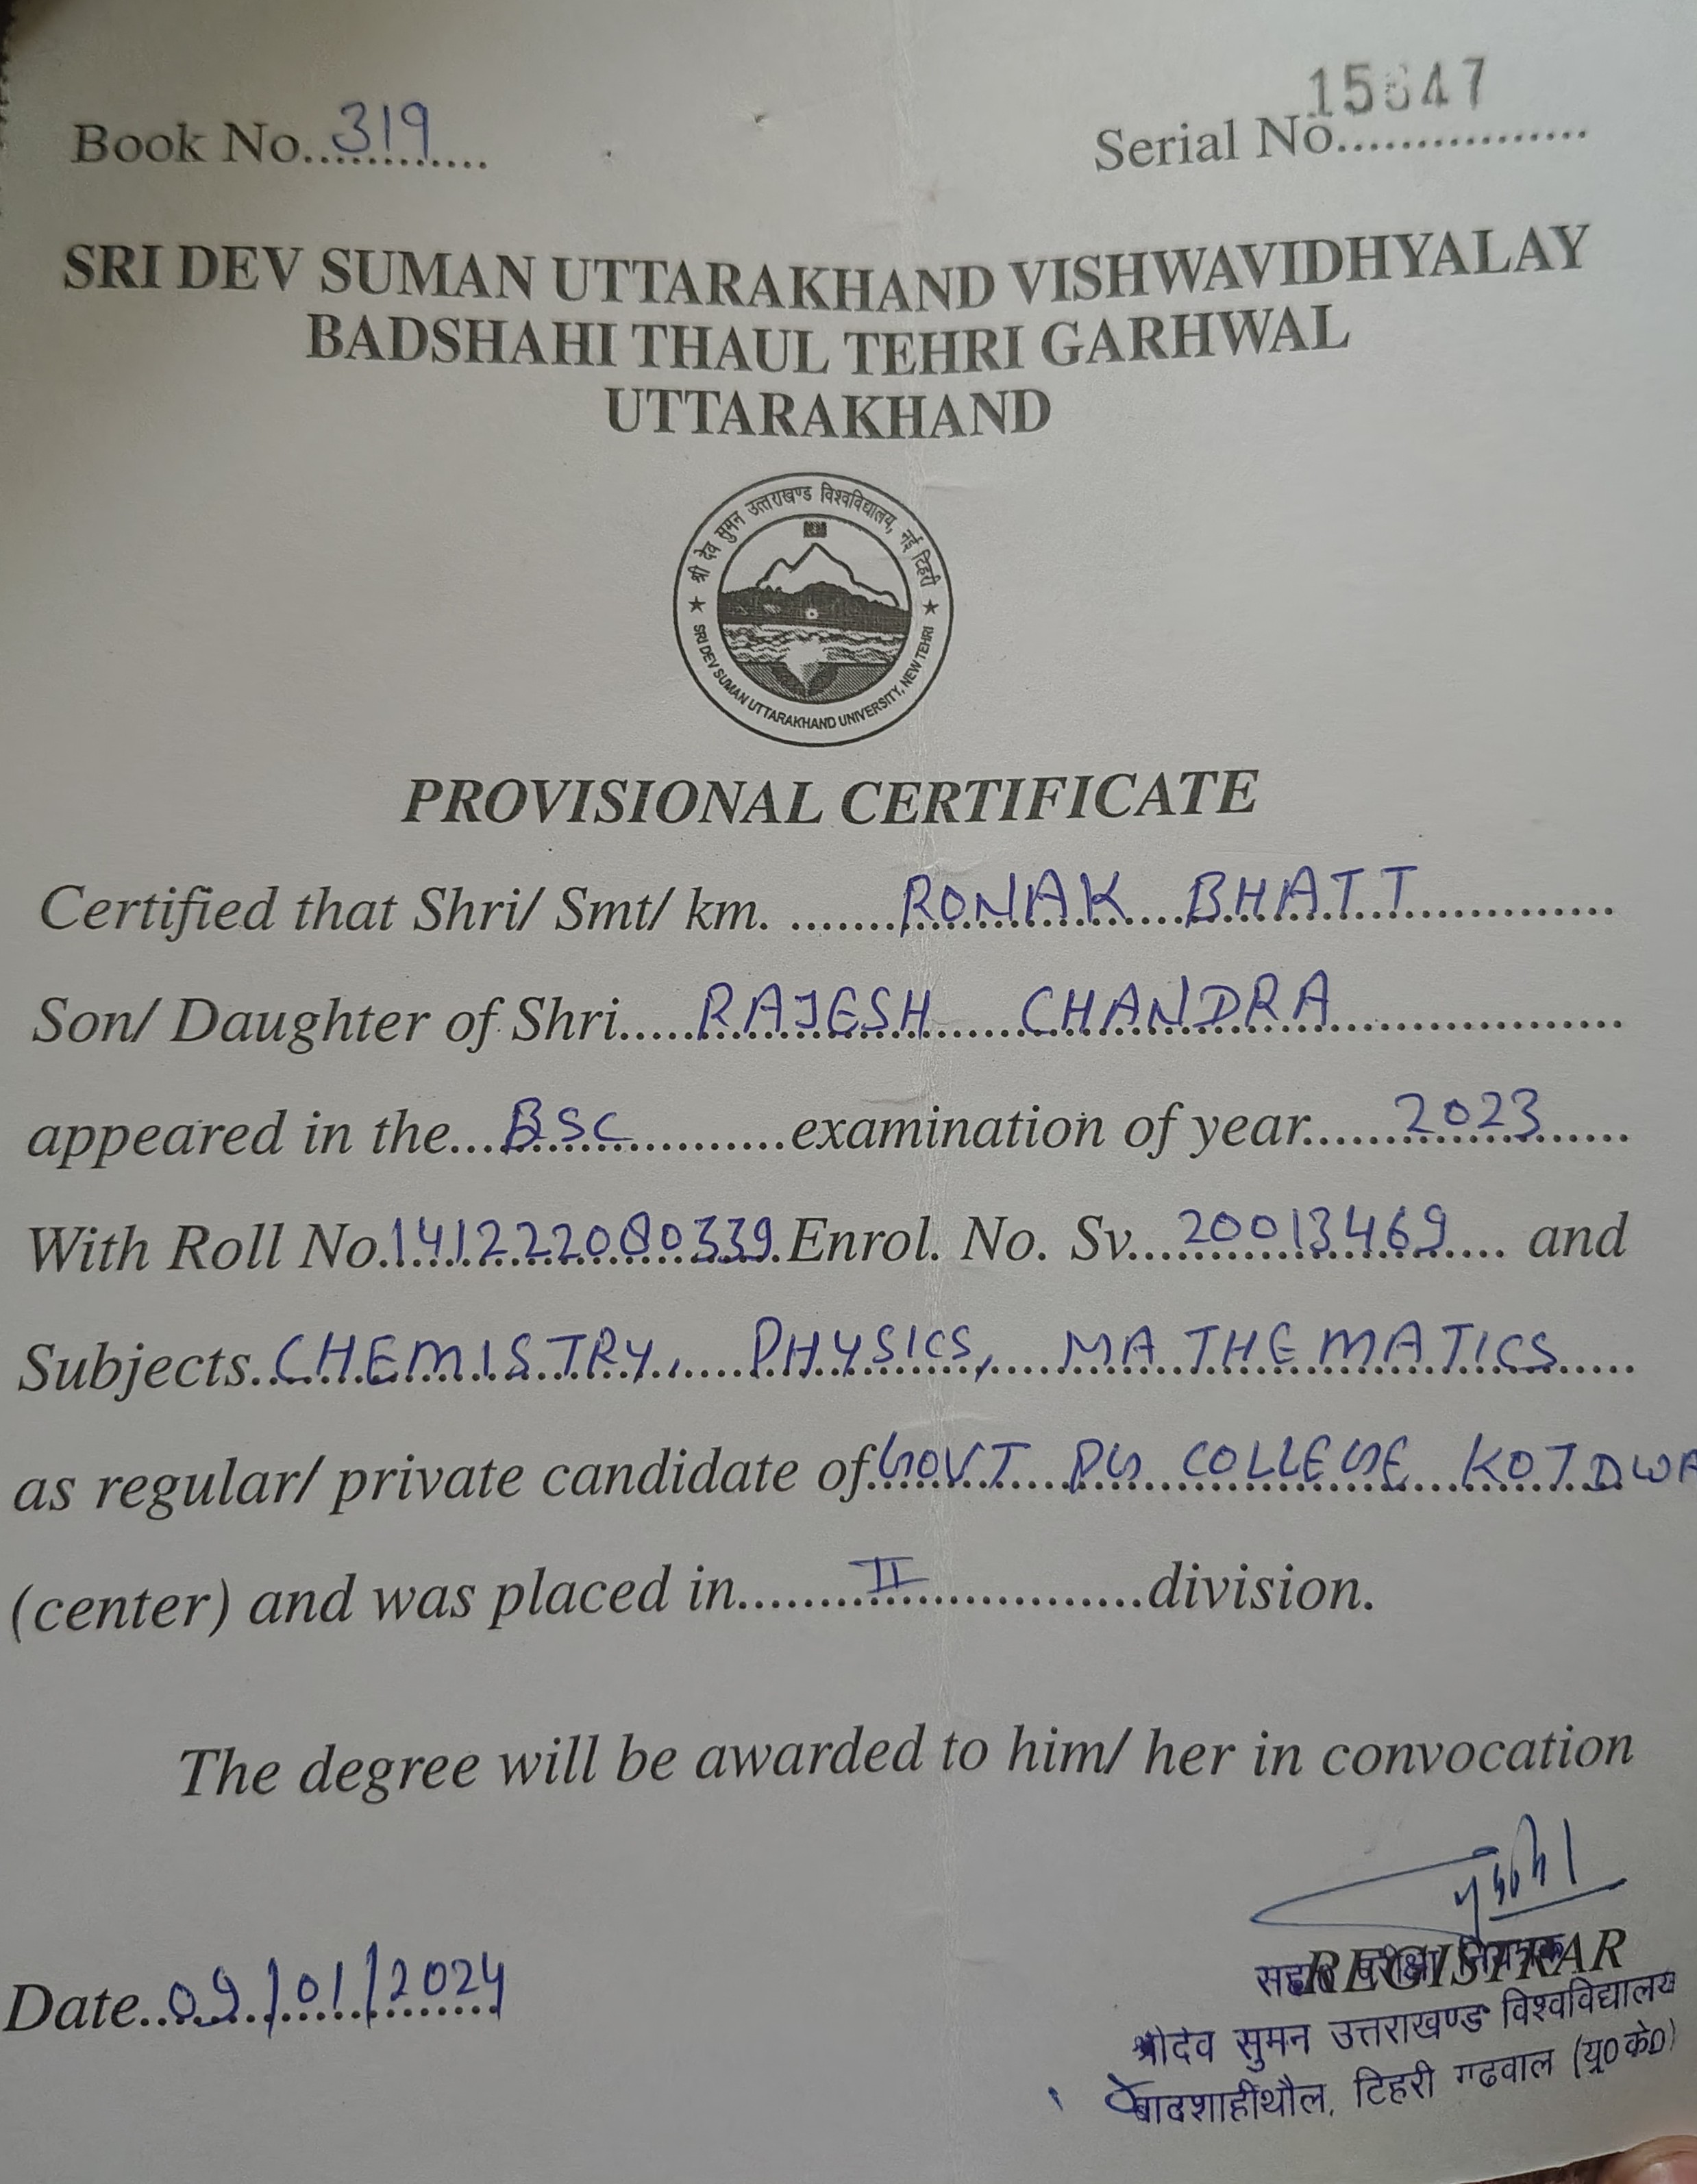 Book No. 319
Serial No. 15647
SRI DEV SUMAN UTTARAKHAND VISHWAVIDHYALAY
BADSHAHI THAUL TEHRI GARHWAL
UTTARAKHAND
श्री देव सुमन उत्तराखण्ड विश्वविद्यालय, नई टिहरी
SRI DEV SUMAN UTTARAKHAND UNIVERSITY, NEW TEHRI
PROVISIONAL CERTIFICATE
Certified that Shri/ Smt/ km. RONAK BHATT
Son/ Daughter of Shri RAJESH CHANDRA
appeared in the BSC examination of year 2023
With Roll No. 141222080339 Enrol. No. Sv 20013469 and
Subjects CHEMISTRY, PHYSICS, MATHEMATICS
as regular/ private candidate of GOVT PG COLLEGE KOTDWA
(center) and was placed in II division.
The degree will be awarded to him/ her in convocation
REGISTRAR
Date 09/01/2024
परीक्षा
श्रीदेव सुमन उत्तराखण्ड विश्वविद्यालय
बादशाहीथौल, टिहरी गढवाल (यू0के0)